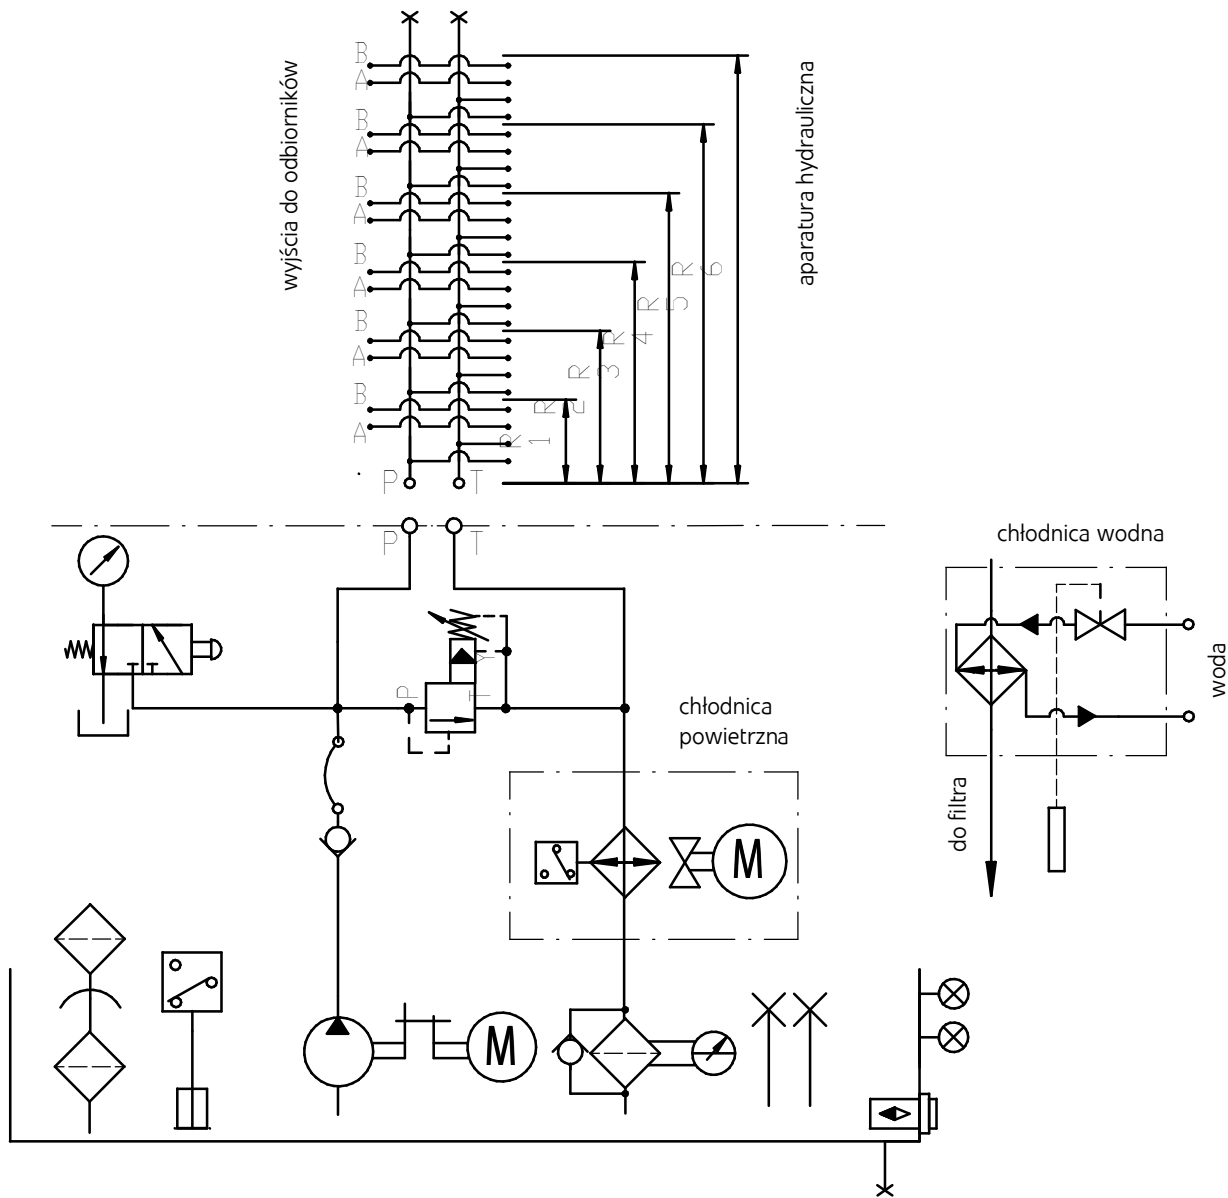 wyjścia do odbiorników
aparatura hydrauliczna
B
A
B
A
B
A
B
A
B
A
B
A
R 6
R 5
R 4
R 3
R 2
R 1
P T
P T
chłodnica wodna
woda
do filtra
P T Y
chłodnica
powietrzna
M
M